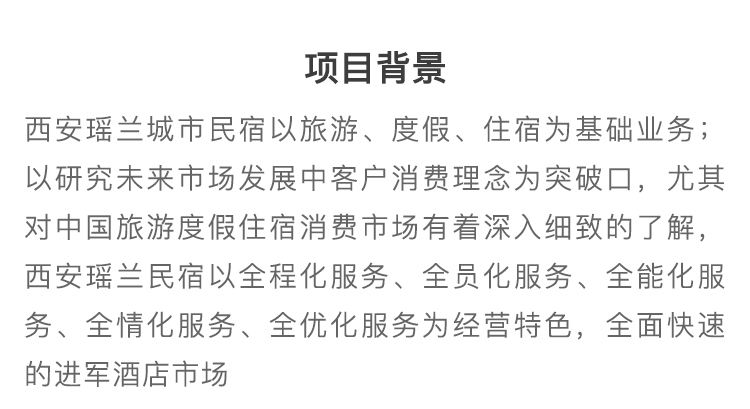 项目背景
西安瑶兰城市民宿以旅游、度假、住宿为基础业务；
以研究未来市场发展中客户消费理念为突破口，尤其
对中国旅游度假住宿消费市场有着深入细致的了解，
西安瑶兰民宿以全程化服务、全员化服务、全能化服
务、全情化服务、全优化服务为经营特色，全面快速
的进军酒店市场